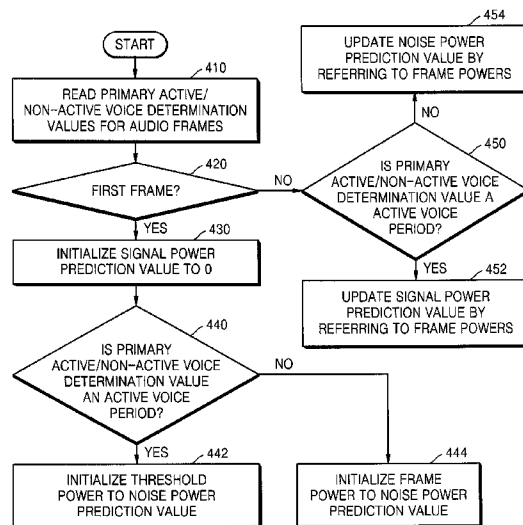 START
410
READ PRIMARY ACTIVE/
NON-ACTIVE VOICE DETERMINATION
VALUES FOR AUDIO FRAMES
420
FIRST FRAME?
NO
YES
430
INITIALIZE SIGNAL POWER
PREDICTION VALUE TO 0
440
IS PRIMARY
ACTIVE/NON-ACTIVE VOICE
DETERMINATION VALUE
AN ACTIVE VOICE
PERIOD?
NO
YES
442
INITIALIZE THRESHOLD
POWER TO NOISE POWER
PREDICTION VALUE
444
INITIALIZE FRAME
POWER TO NOISE POWER
PREDICTION VALUE
454
UPDATE NOISE POWER
PREDICTION VALUE BY
REFERRING TO FRAME POWERS
NO
450
IS PRIMARY
ACTIVE/NON-ACTIVE VOICE
DETERMINATION VALUE A
ACTIVE VOICE
PERIOD?
YES
452
UPDATE SIGNAL POWER
PREDICTION VALUE BY
REFERRING TO FRAME POWERS